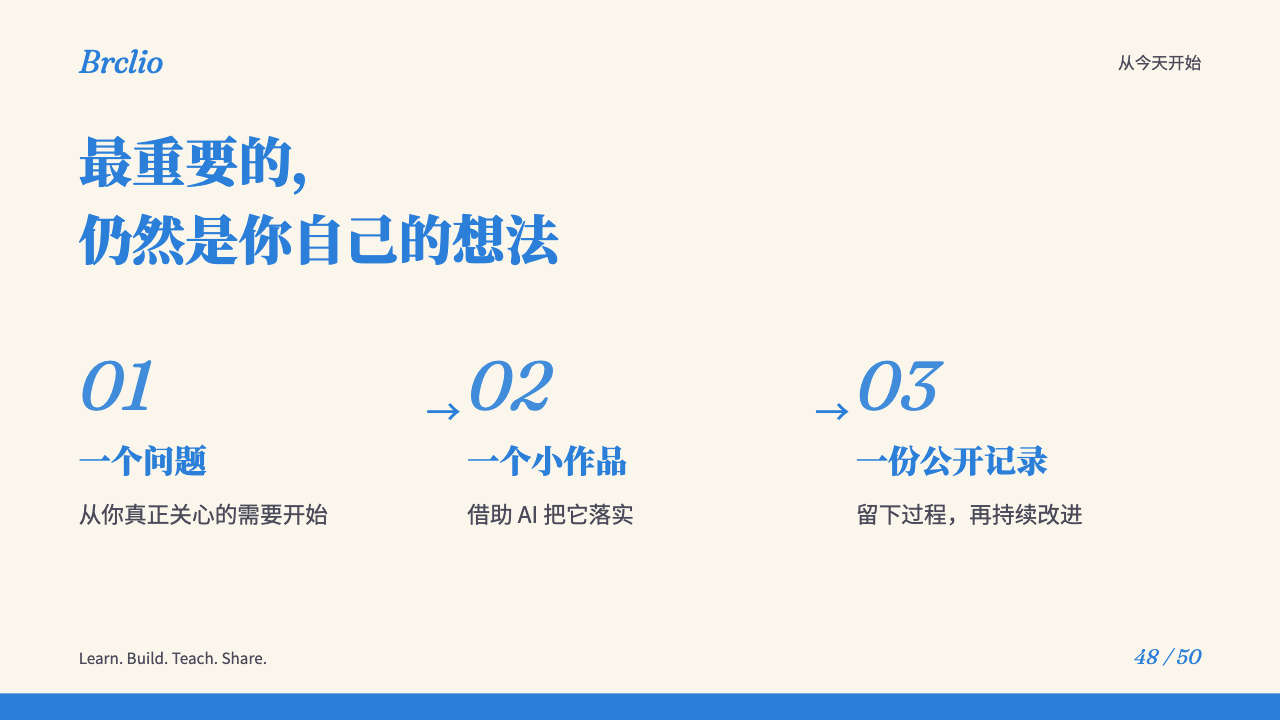 Brclio
从今天开始
最重要的,
仍然是你自己的想法
01
一个问题
从你真正关心的需要开始
→
02
一个小作品
借助 AI 把它落实
→
03
一份公开记录
留下过程，再持续改进
Learn. Build. Teach. Share.
48 / 50